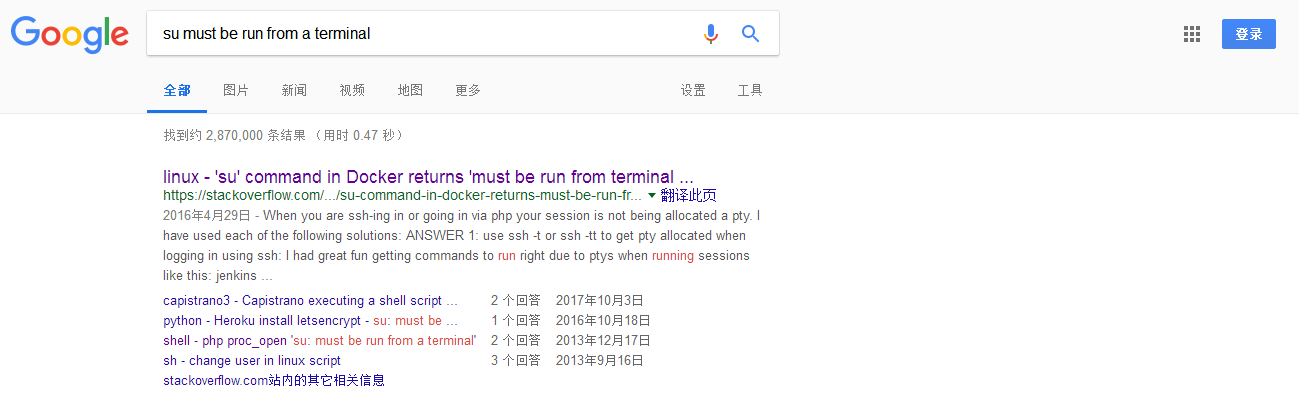 Google su must be run from a terminal 登录
全部 图片 新闻 视频 地图 更多 设置 工具
找到约 2,870,000 条结果 （用时 0.47 秒）
linux - 'su' command in Docker returns 'must be run from terminal ...
https://stackoverflow.com/.../su-command-in-docker-returns-must-be-run-fr... 翻译此页
2016年4月29日 - When you are ssh-ing in or going in via php your session is not being allocated a pty. I
have used each of the following solutions: ANSWER 1: use ssh -t or ssh -tt to get pty allocated when
logging in using ssh: I had great fun getting commands to run right due to ptys when running sessions
like this: jenkins ...
capistrano3 - Capistrano executing a shell script ... 2 个回答 2017年10月3日
python - Heroku install letsencrypt - su: must be ... 1 个回答 2016年10月18日
shell - php proc_open 'su: must be run from a terminal' 2 个回答 2013年12月17日
sh - change user in linux script 3 个回答 2013年9月16日
stackoverflow.com站内的其它相关信息